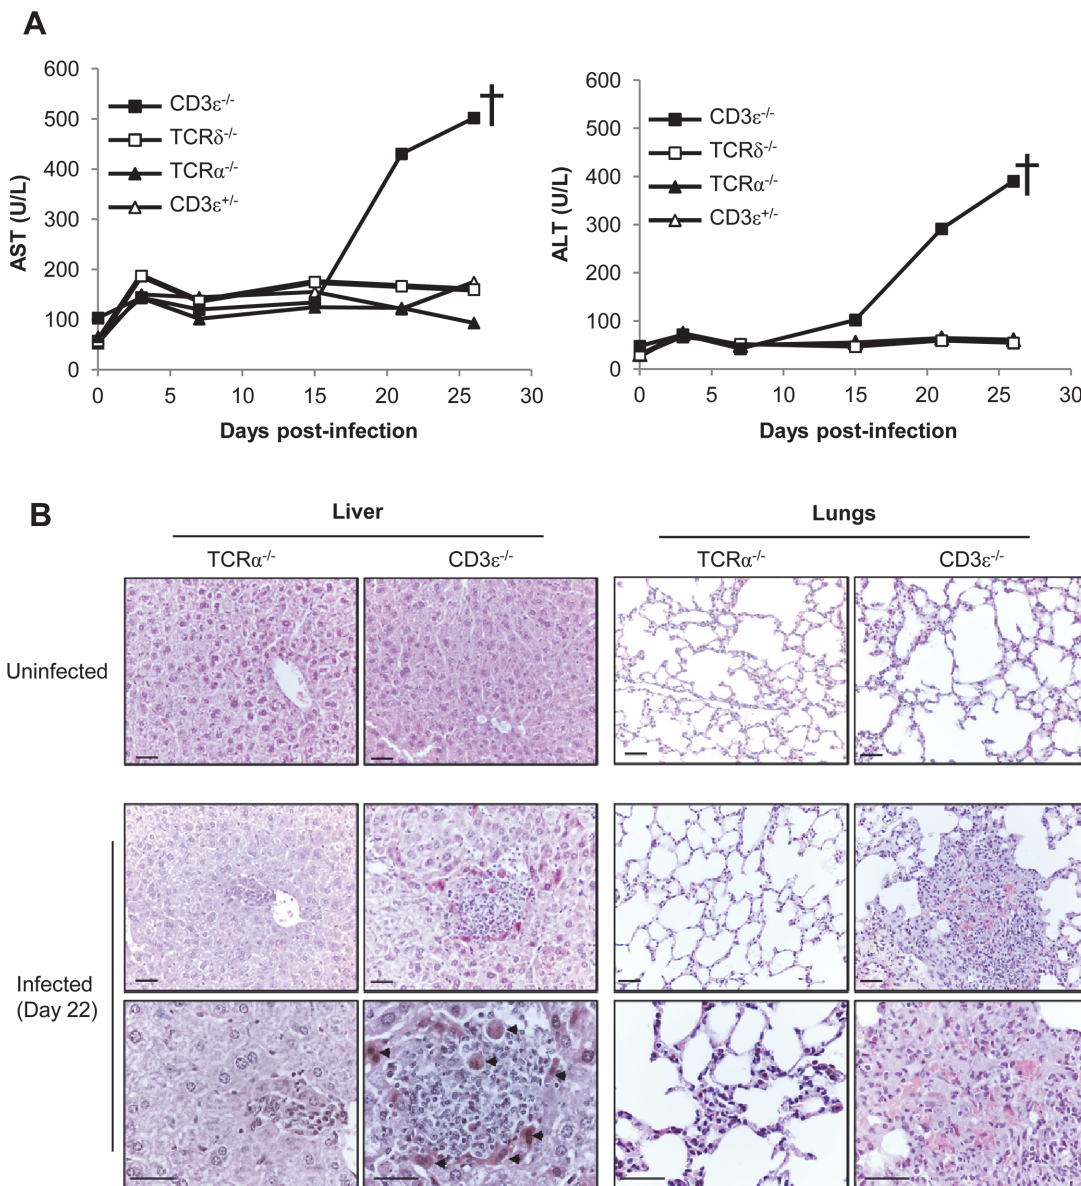 A
600
500
400
300
200
100
0
AST (U/L)
0 5 10 15 20 25 30
Days post-infection
CD3ε-/-
TCRδ-/-
TCRα-/-
CD3ε+/-
†
600
500
400
300
200
100
0
ALT (U/L)
0 5 10 15 20 25 30
Days post-infection
CD3ε-/-
TCRδ-/-
TCRα-/-
CD3ε+/-
†
B
Liver
Lungs
TCRα-/- CD3ε-/- TCRα-/- CD3ε-/-
Uninfected
Infected
(Day 22)